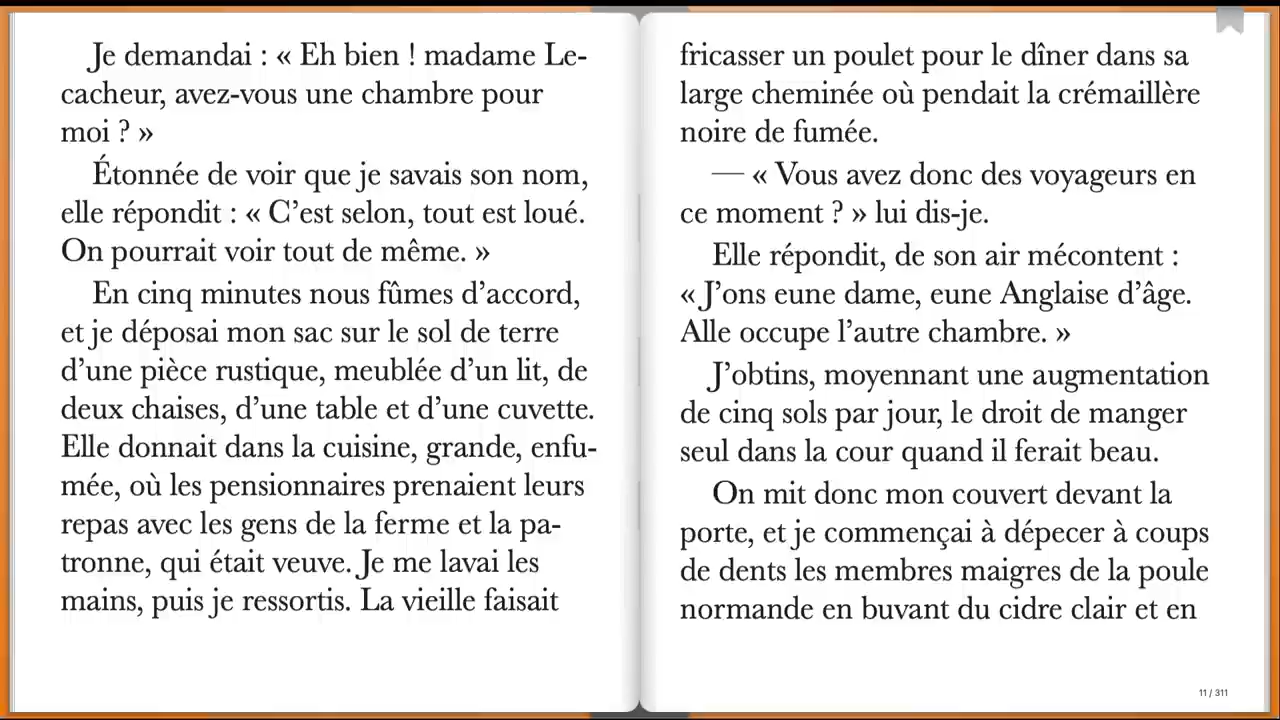 Je demandai : « Eh bien ! madame Le-
cacheur, avez-vous une chambre pour
moi ? »
Étonnée de voir que je savais son nom,
elle répondit : « C’est selon, tout est loué.
On pourrait voir tout de même. »
En cinq minutes nous fûmes d’accord,
et je déposai mon sac sur le sol de terre
d’une pièce rustique, meublée d’un lit, de
deux chaises, d’une table et d’une cuvette.
Elle donnait dans la cuisine, grande, enfu-
mée, où les pensionnaires prenaient leurs
repas avec les gens de la ferme et la pa-
tronne, qui était veuve. Je me lavai les
mains, puis je ressortis. La vieille faisait
fricasser un poulet pour le dîner dans sa
large cheminée où pendait la crémaillère
noire de fumée.
— « Vous avez donc des voyageurs en
ce moment ? » lui dis-je.
Elle répondit, de son air mécontent :
« J’ons eune dame, eune Anglaise d’âge.
Alle occupe l’autre chambre. »
J’obtins, moyennant une augmentation
de cinq sols par jour, le droit de manger
seul dans la cour quand il ferait beau.
On mit donc mon couvert devant la
porte, et je commençai à dépecer à coups
de dents les membres maigres de la poule
normande en buvant du cidre clair et en
11 / 311